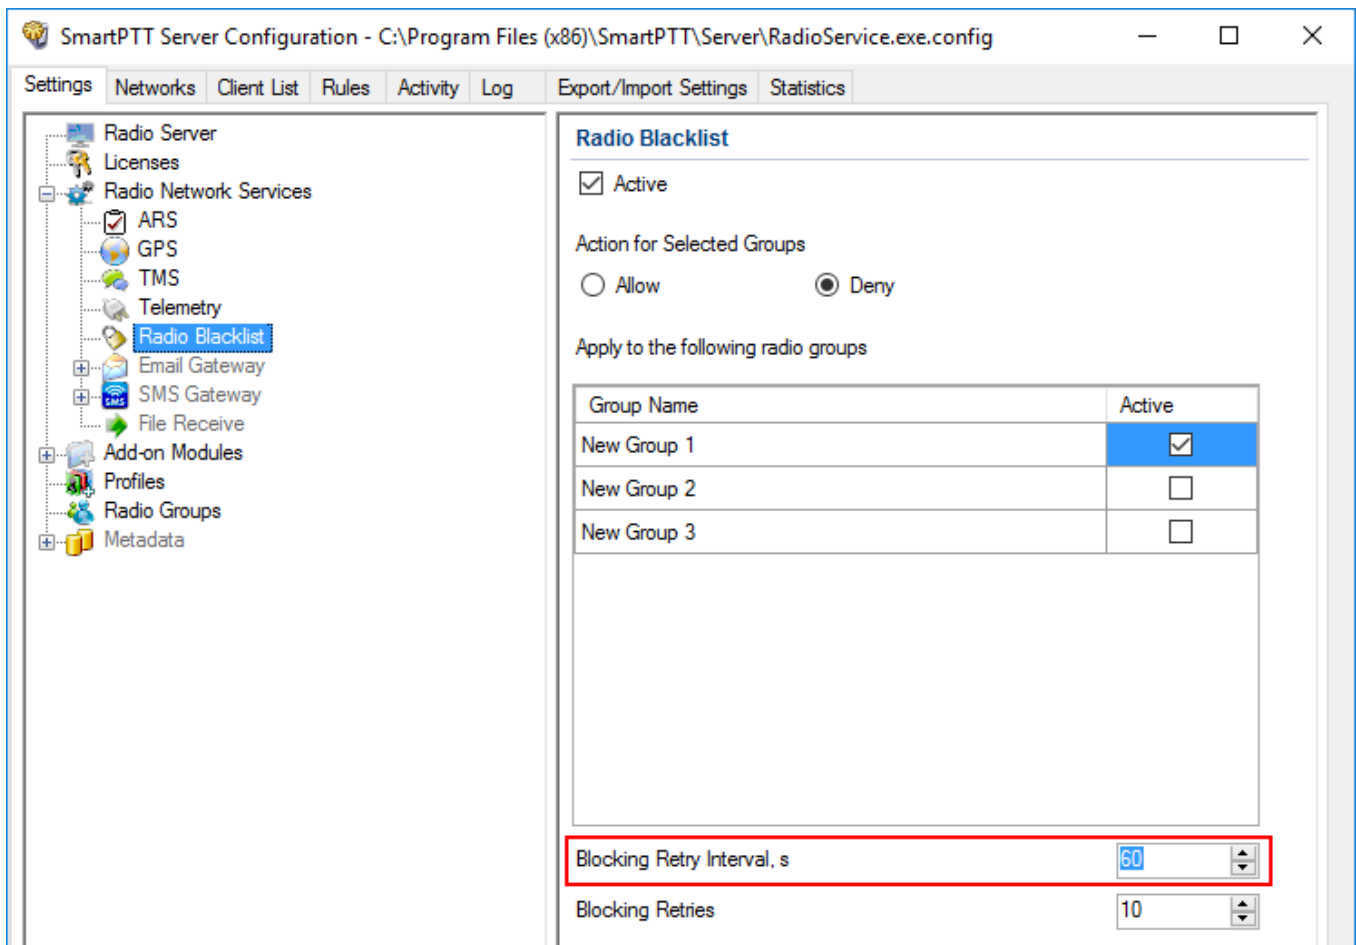 SmartPTT Server Configuration - C:\Program Files (x86)\SmartPTT\Server\RadioService.exe.config
Settings Networks Client List Rules Activity Log Export/Import Settings Statistics
Radio Server
Licenses
Radio Network Services
ARS
GPS
TMS
Telemetry
Radio Blacklist
Email Gateway
SMS
SMS Gateway
File Receive
Add-on Modules
Profiles
Radio Groups
Metadata
Radio Blacklist
Active
Action for Selected Groups
Allow Deny
Apply to the following radio groups
Group Name Active
New Group 1
New Group 2
New Group 3
Blocking Retry Interval, s 60
Blocking Retries 10